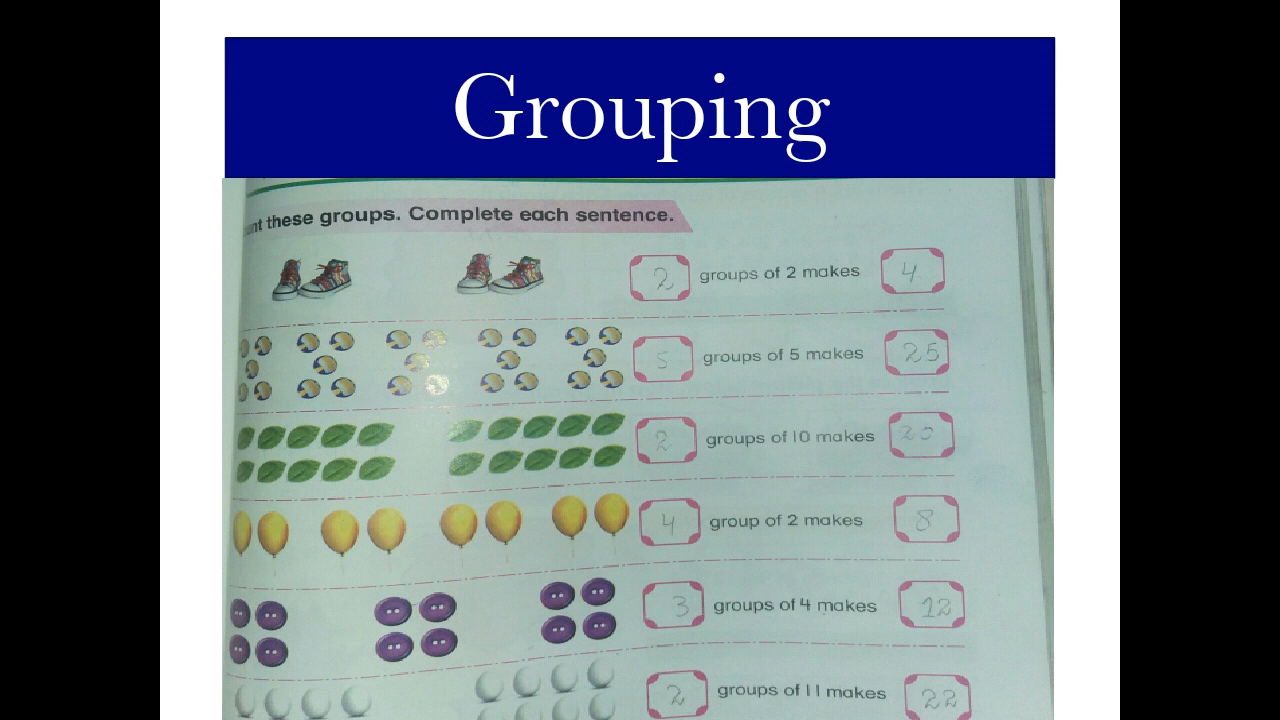 Grouping
these groups. Complete each sentence.
2 groups of 2 makes 4
5 groups of 5 makes 25
2 groups of 10 makes 20
4 group of 2 makes 8
3 groups of 4 makes 12
2 groups of 11 makes 22